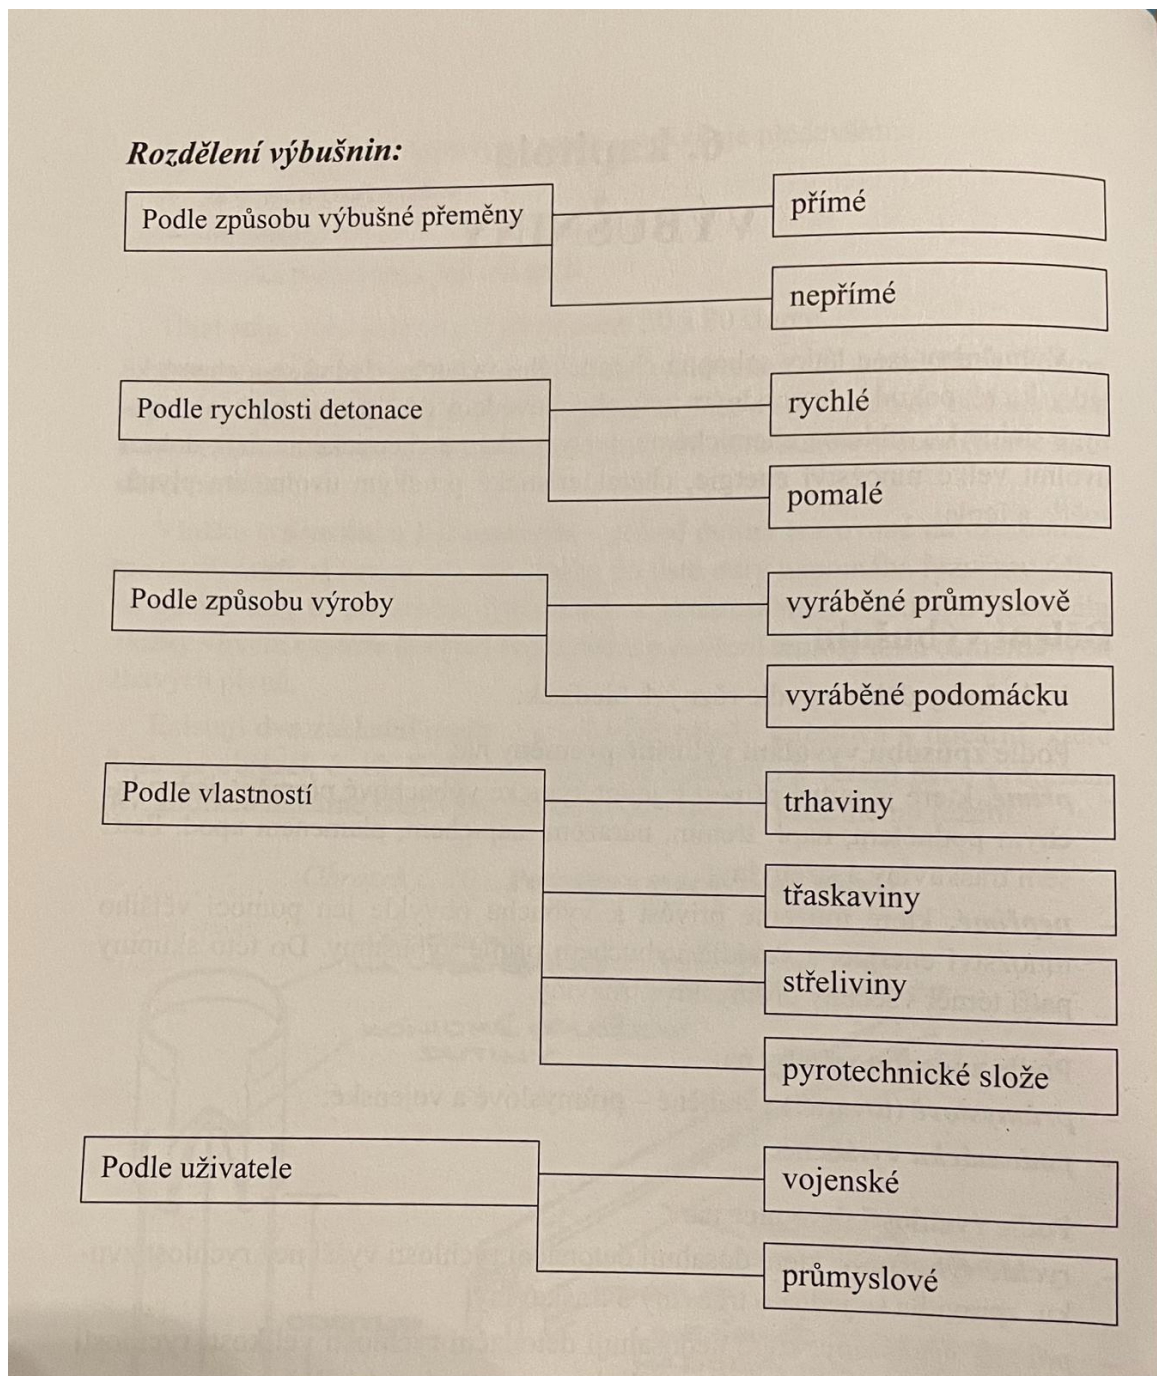 Rozdělení výbušnin:
Podle způsobu výbušné přeměny
přímé
nepřímé
Podle rychlosti detonace
rychlé
pomalé
Podle způsobu výroby
vyráběné průmyslově
vyráběné podomácku
Podle vlastností
trhaviny
třaskaviny
střeliviny
pyrotechnické slože
Podle uživatele
vojenské
průmyslové